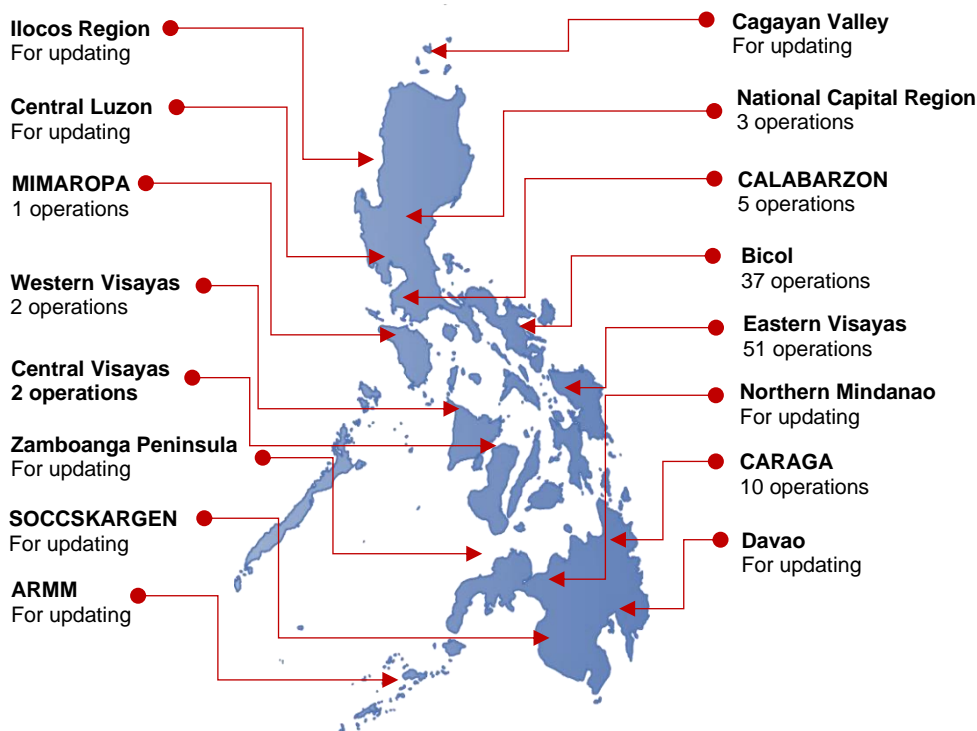 Ilocos Region
For updating
Central Luzon
For updating
MIMAROPA
1 operations
Western Visayas
2 operations
Central Visayas
2 operations
Zamboanga Peninsula
For updating
SOCCSKARGEN
For updating
ARMM
For updating
Cagayan Valley
For updating
National Capital Region
3 operations
CALABARZON
5 operations
Bicol
37 operations
Eastern Visayas
51 operations
Northern Mindanao
For updating
CARAGA
10 operations
Davao
For updating